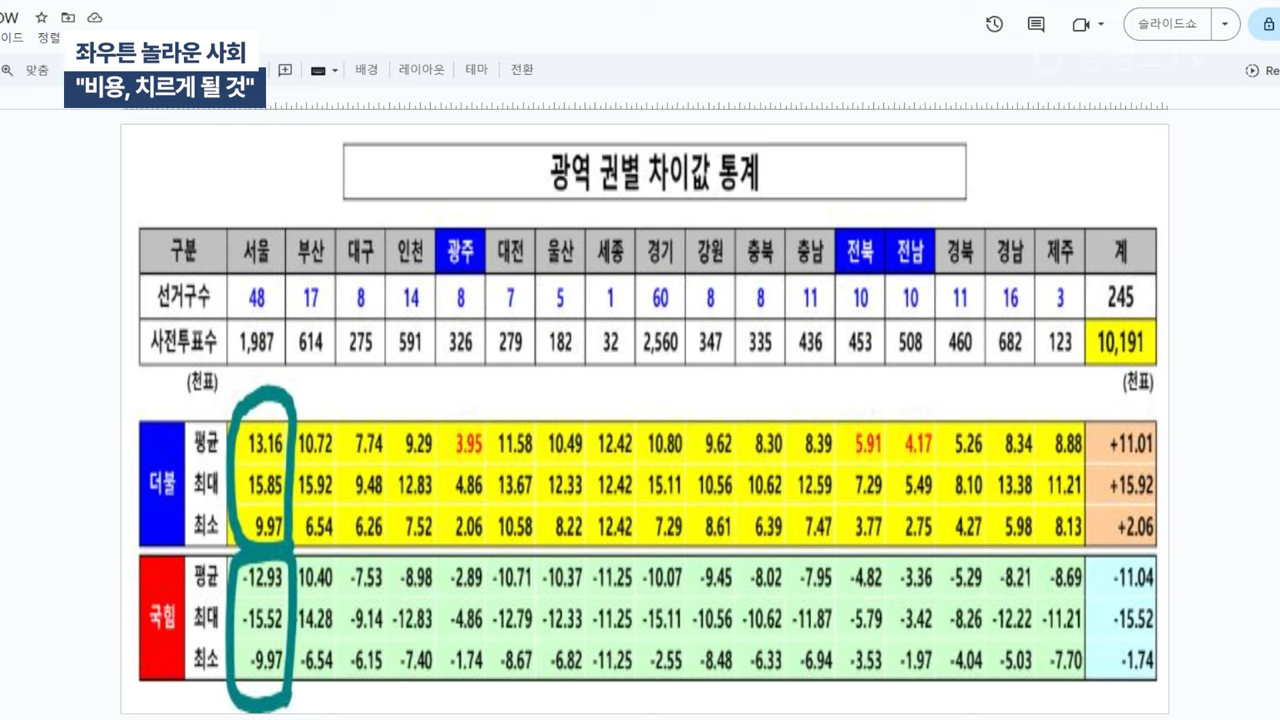 OW
이드 정렬
좌우튼 놀라운 사회
"비용, 치르게 될 것"
슬라이드쇼
맞춤
배경 레이아웃 테마 전환
Re
광역 권별 차이값 통계
구분 서울 부산 대구 인천 광주 대전 울산 세종 경기 강원 충북 충남 전북 전남 경북 경남 제주 계
선거구수 48 17 8 14 8 7 5 1 60 8 8 11 10 10 11 16 3 245
사전투표수 1,987 614 275 591 326 279 182 32 2,560 347 335 436 453 508 460 682 123 10,191
(천표) (천표)
더불
평균 13.16 10.72 7.74 9.29 3.95 11.58 10.49 12.42 10.80 9.62 8.30 8.39 5.91 4.17 5.26 8.34 8.88 +11.01
최대 15.85 15.92 9.48 12.83 4.86 13.67 12.33 12.42 15.11 10.56 10.62 12.59 7.29 5.49 8.10 13.38 11.21 +15.92
최소 9.97 6.54 6.26 7.52 2.06 10.58 8.22 12.42 7.29 8.61 6.39 7.47 3.77 2.75 4.27 5.98 8.13 +2.06
국힘
평균 -12.93 10.40 -7.53 -8.98 -2.89 -10.71 -10.37 -11.25 -10.07 -9.45 -8.02 -7.95 -4.82 -3.36 -5.29 -8.21 -8.69 -11.04
최대 -15.52 14.28 -9.14 -12.83 -4.86 -12.79 -12.33 -11.25 -15.11 -10.56 -10.62 -11.87 -5.79 -3.42 -8.26 -12.22 -11.21 -15.52
최소 -9.97 -6.54 -6.15 -7.40 -1.74 -8.67 -6.82 -11.25 -2.55 -8.48 -6.33 -6.94 -3.53 -1.97 -4.04 -5.03 -7.70 -1.74